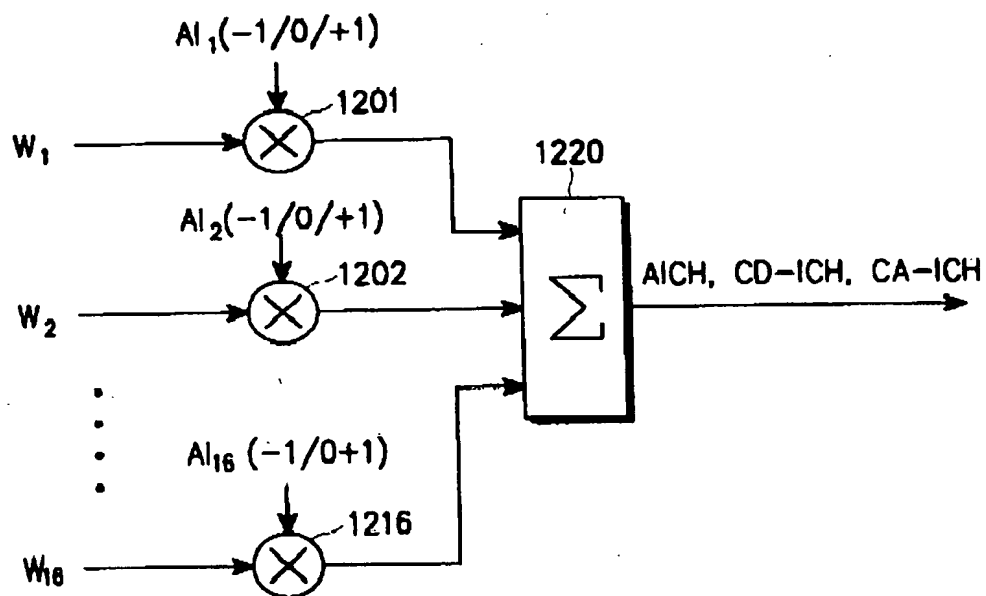 AI₁(-1/0/+1)
1201
W₁
1220
AI₂(-1/0/+1)
1202
AICH, CD-ICH, CA-ICH
Σ
W₂
AI₁₆(-1/0+1)
1216
W₁₆